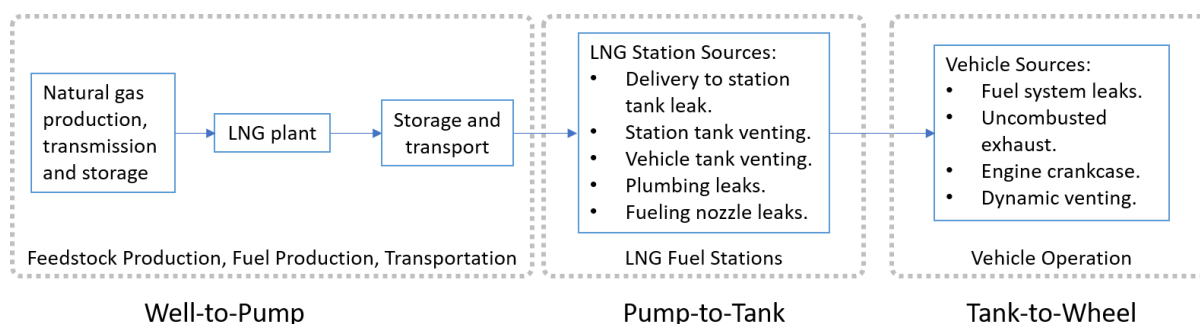 Natural gas
production,
transmission
and storage
LNG plant
Storage and
transport
Feedstock Production, Fuel Production, Transportation
Well-to-Pump
LNG Station Sources:
• Delivery to station
tank leak.
• Station tank venting.
• Vehicle tank venting.
• Plumbing leaks.
• Fueling nozzle leaks.
LNG Fuel Stations
Pump-to-Tank
Vehicle Sources:
• Fuel system leaks.
• Uncombusted
exhaust.
• Engine crankcase.
• Dynamic venting.
Vehicle Operation
Tank-to-Wheel